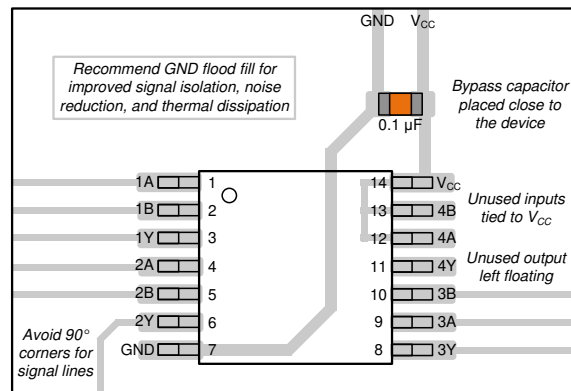 GND VCC
Recommend GND flood fill for
improved signal isolation, noise
reduction, and thermal dissipation
Bypass capacitor
placed close to
the device
0.1 µF
1A 1 14 VCC
1B 2 13 4B
1Y 3 12 4A
2A 4 11 4Y
2B 5 10 3B
2Y 6 9 3A
GND 7 8 3Y
Unused inputs
tied to VCC
Unused output
left floating
Avoid 90°
corners for
signal lines